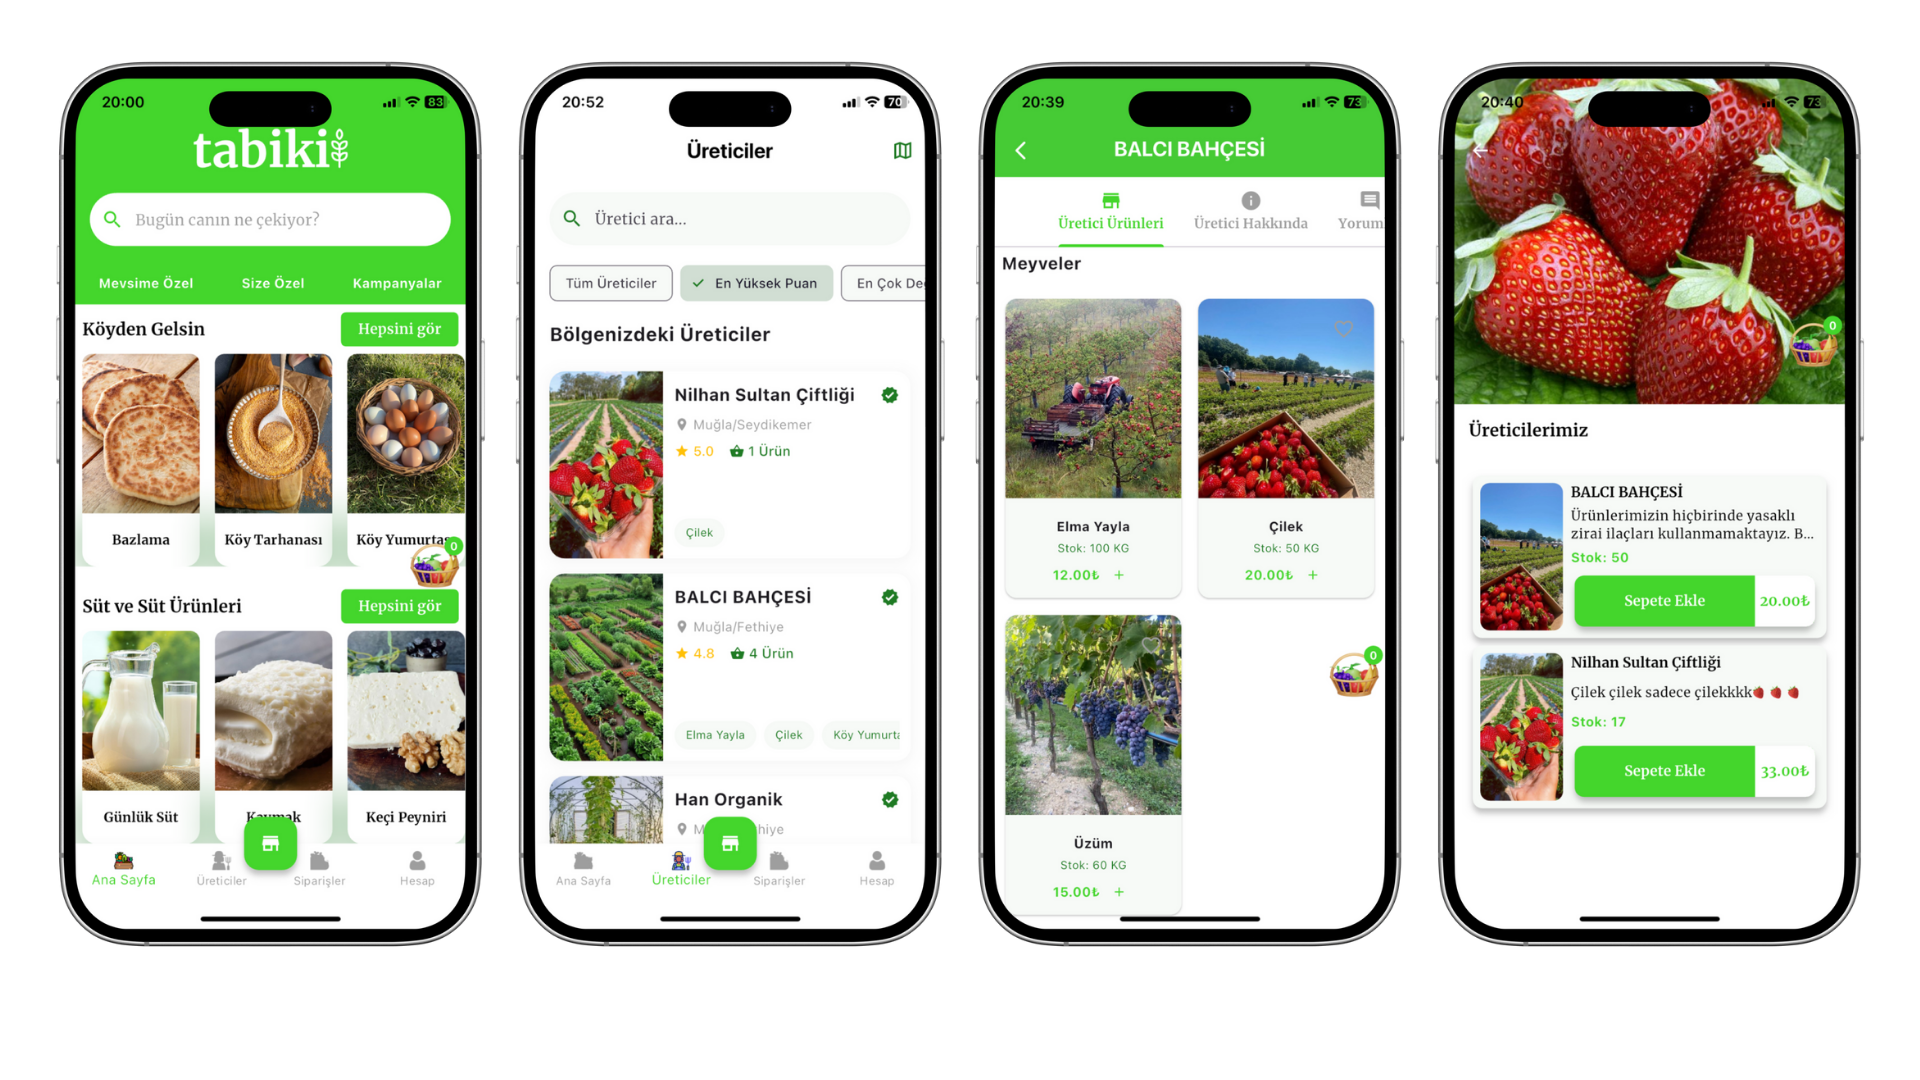 20:00
83
tabiki
Bugün canın ne çekiyor?
Mevsime Özel
Size Özel
Kampanyalar
Köyden Gelsin
Hepsini gör
Bazlama
Köy Tarhanası
Köy Yumurtas
0
Süt ve Süt Ürünleri
Hepsini gör
Günlük Süt
Kaymak
Keçi Peyniri
Ana Sayfa
Üreticiler
Siparişler
Hesap
20:52
70
Üreticiler
Üretici ara...
Tüm Üreticiler
En Yüksek Puan
En Çok De
Bölgenizdeki Üreticiler
Nilhan Sultan Çiftliği
Muğla/Seydikemer
5.0 1 Ürün
Çilek
BALCI BAHÇESİ
Muğla/Fethiye
4.8 4 Ürün
Elma Yayla
Çilek
Köy Yumurta
Han Organik
M hiye
Ana Sayfa
Üreticiler
Siparişler
Hesap
20:39
73
BALCI BAHÇESİ
Üretici Ürünleri
Üretici Hakkında
Yorum
Meyveler
Elma Yayla
Stok: 100 KG
12.00₺ +
Çilek
Stok: 50 KG
20.00₺ +
0
Üzüm
Stok: 60 KG
15.00₺ +
20:40
73
0
Üreticilerimiz
BALCI BAHÇESİ
Ürünlerimizin hiçbirinde yasaklı
zirai ilaçları kullanmamaktayız. B...
Stok: 50
Sepete Ekle
20.00₺
Nilhan Sultan Çiftliği
Çilek çilek sadece çilekkkk🍓 🍓 🍓
Stok: 17
Sepete Ekle
33.00₺